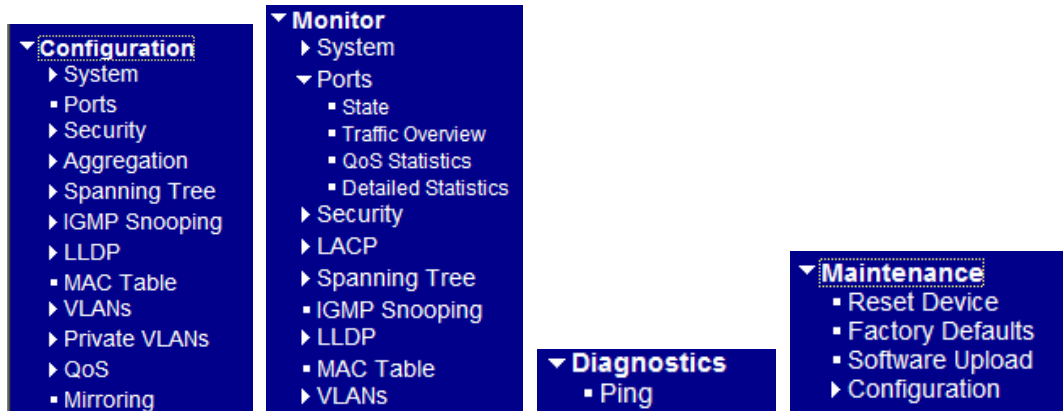 Configuration
System
Ports
Security
Aggregation
Spanning Tree
IGMP Snooping
LLDP
MAC Table
VLANs
Private VLANs
QoS
Mirroring
Monitor
System
Ports
State
Traffic Overview
QoS Statistics
Detailed Statistics
Security
LACP
Spanning Tree
IGMP Snooping
LLDP
MAC Table
VLANs
Diagnostics
Ping
Maintenance
Reset Device
Factory Defaults
Software Upload
Configuration